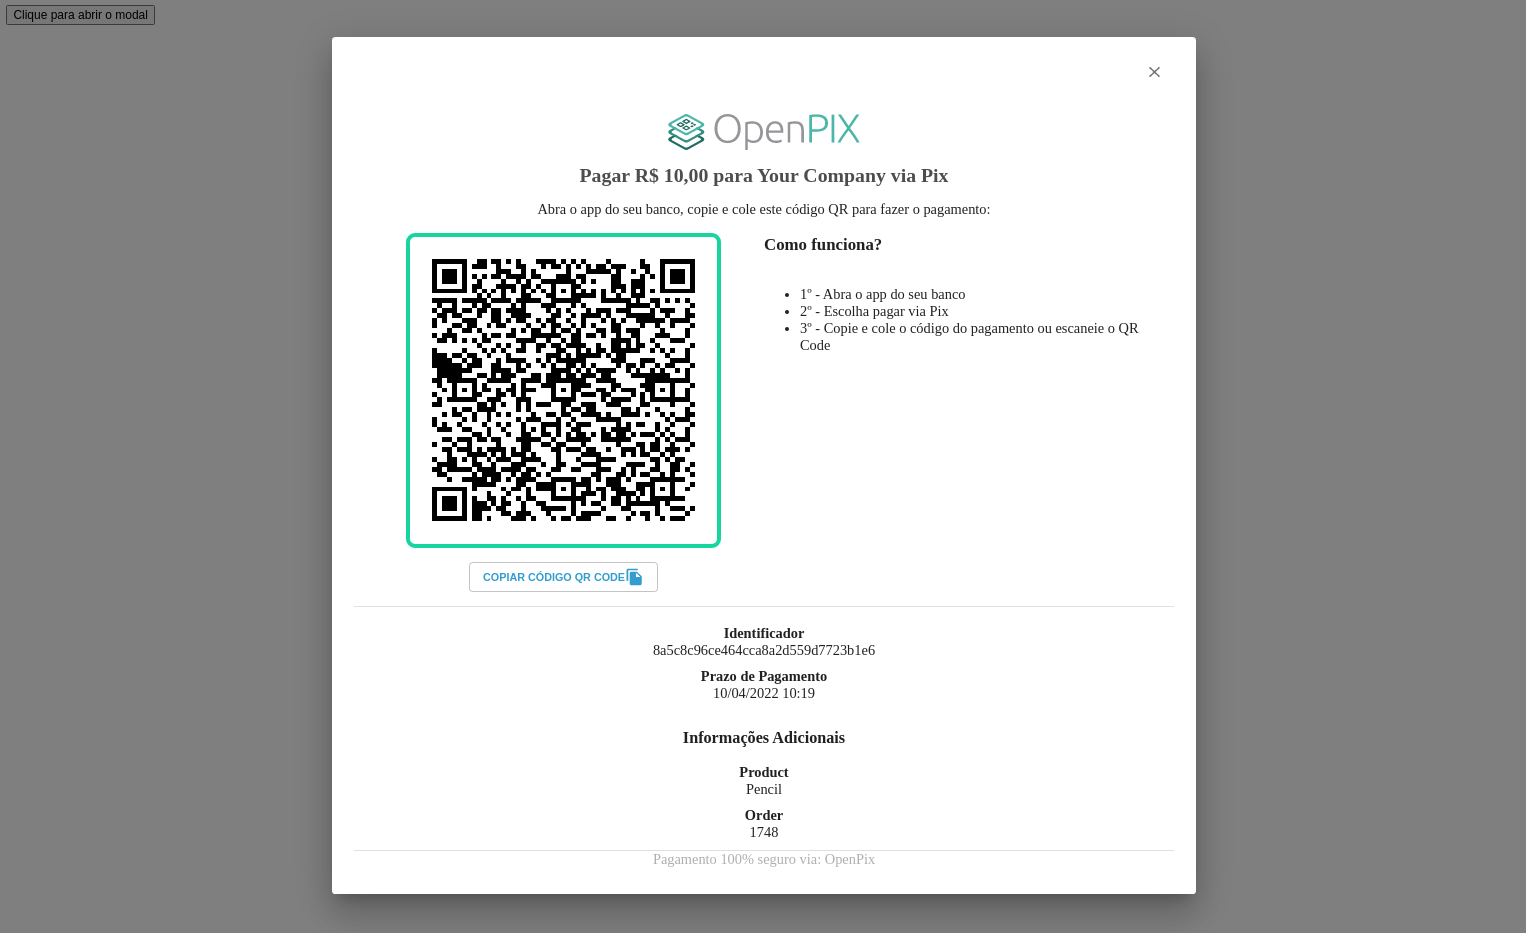 Clique para abrir o modal
OpenPIX
Pagar R$ 10,00 para Your Company via Pix
Abra o app do seu banco, copie e cole este código QR para fazer o pagamento:
Como funciona?
1º - Abra o app do seu banco
2º - Escolha pagar via Pix
3º - Copie e cole o código do pagamento ou escaneie o QR
Code
COPIAR CÓDIGO QR CODE
Identificador
8a5c8c96ce464cca8a2d559d7723b1e6
Prazo de Pagamento
10/04/2022 10:19
Informações Adicionais
Product
Pencil
Order
1748
Pagamento 100% seguro via: OpenPix